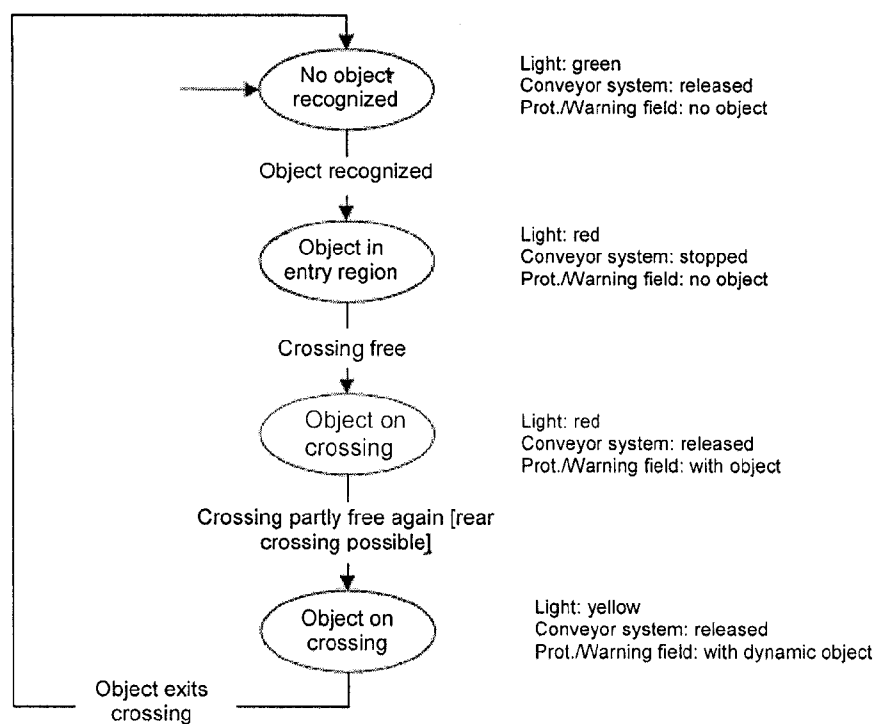 No object
recognized
Light: green
Conveyor system: released
Prot./Warning field: no object
Object recognized
Object in
entry region
Light: red
Conveyor system: stopped
Prot./Warning field: no object
Crossing free
Object on
crossing
Light: red
Conveyor system: released
Prot./Warning field: with object
Crossing partly free again [rear
crossing possible]
Object on
crossing
Light: yellow
Conveyor system: released
Prot./Warning field: with dynamic object
Object exits
crossing